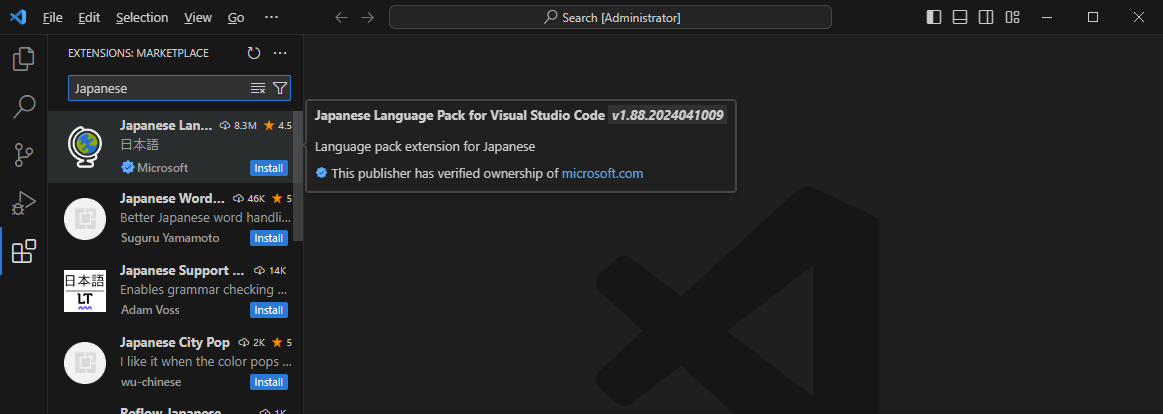 File Edit Selection View Go ··· Search [Administrator]
EXTENSIONS: MARKETPLACE
Japanese
Japanese Lan... 8.3M 4.5
日本語
Microsoft Install
Japanese Language Pack for Visual Studio Code v1.88.2024041009
Language pack extension for Japanese
This publisher has verified ownership of microsoft.com
Japanese Word... 46K 5
Better Japanese word handli...
Suguru Yamamoto Install
日本語
LT
Japanese Support ... 14K
Enables grammar checking ...
Adam Voss Install
Japanese City Pop 2K 5
I like it when the color pops ...
wu-chinese Install
Reflow Japanese 1K